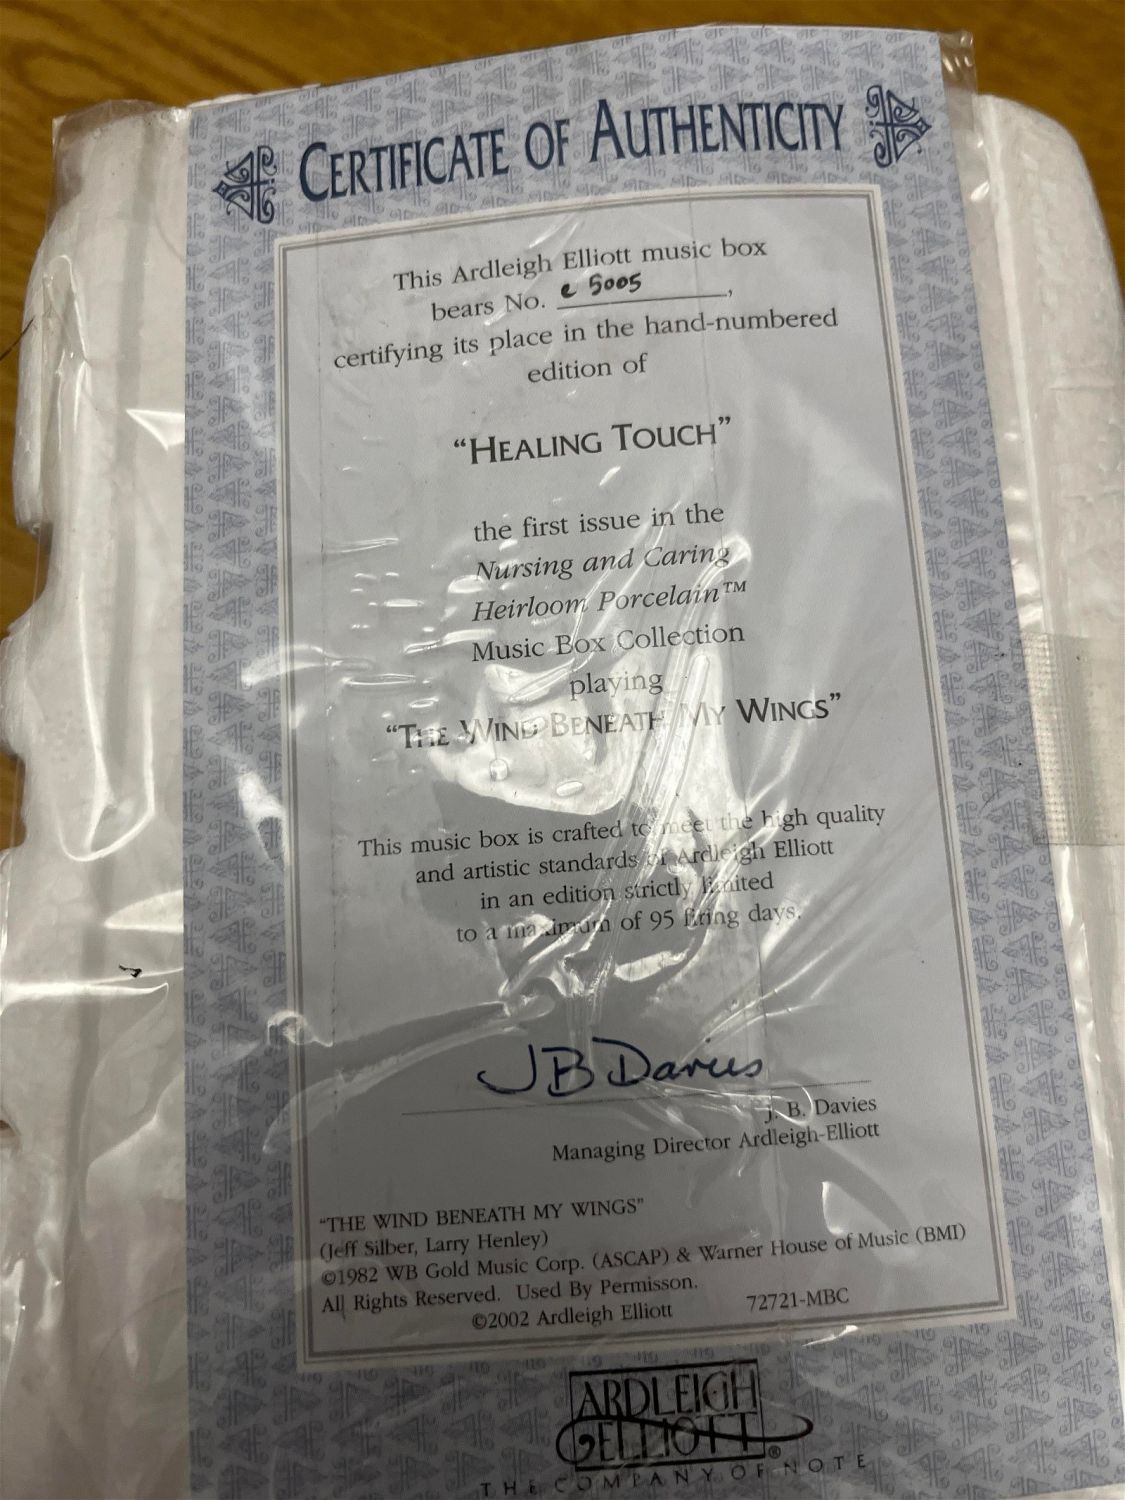 CERTIFICATE OF AUTHENTICITY
This Ardleigh Elliott music box
bears No. e 5005,
certifying its place in the hand-numbered
edition of
“HEALING TOUCH”
the first issue in the
Nursing and Caring
Heirloom Porcelain™
Music Box Collection
playing
“THE WIND BENEATH MY WINGS”
This music box is crafted to meet the high quality
and artistic standards of Ardleigh Elliott
in an edition strictly limited
to a maximum of 95 firing days.
JB Davies
J. B. Davies
Managing Director Ardleigh-Elliott
“THE WIND BENEATH MY WINGS”
(Jeff Silber, Larry Henley)
©1982 WB Gold Music Corp. (ASCAP) & Warner House of Music (BMI)
All Rights Reserved. Used By Permisson.
©2002 Ardleigh Elliott 72721-MBC
ARDLEIGH
ELLIOTT®
THE COMPANY OF NOTE